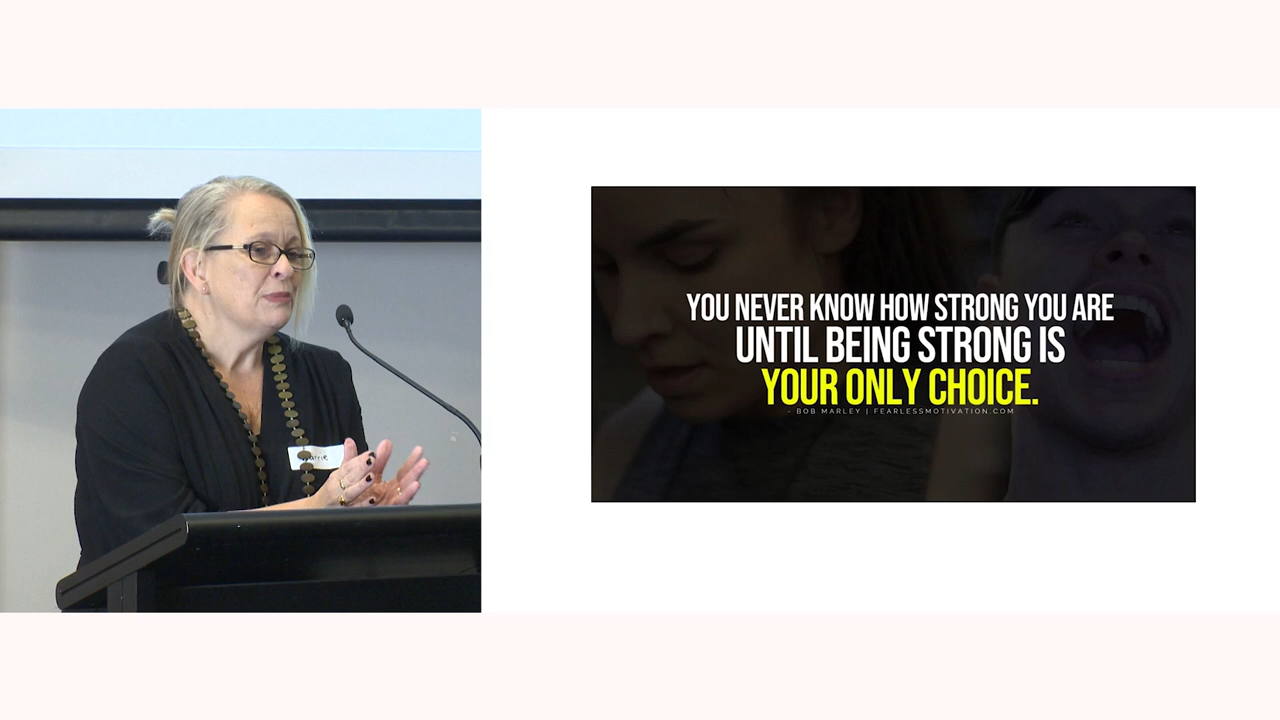 YOU NEVER KNOW HOW STRONG YOU ARE
UNTIL BEING STRONG IS
YOUR ONLY CHOICE.
- BOB MARLEY | FEARLESSMOTIVATION.COM